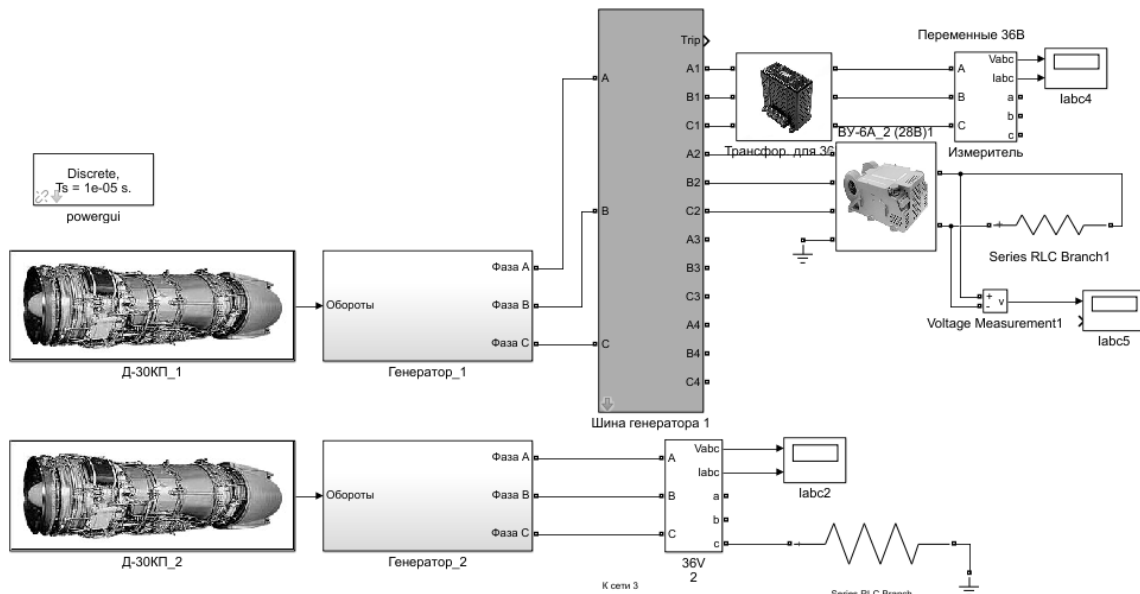 Переменные 36В
Trip
Vabc
Iabc
A
B
C
a
b
c
Iabc4
Измеритель
A1
B1
C1
A2
B2
C2
A3
B3
C3
A4
B4
C4
A
B
C
Шина генератора 1
Трансфор. для 36
ВУ-6А_2 (28В)1
Discrete,
Ts = 1e-05 s.
powergui
Series RLC Branch1
+
+
-
v
Voltage Measurement1
Iabc5
Д-30КП_1
Обороты
Фаза А
Фаза В
Фаза С
Генератор_1
Д-30КП_2
Обороты
Фаза А
Фаза В
Фаза С
Генератор_2
A
B
C
Vabc
Iabc
a
b
c
36V
2
Iabc2
+
К сети 3
Series RLC Branch